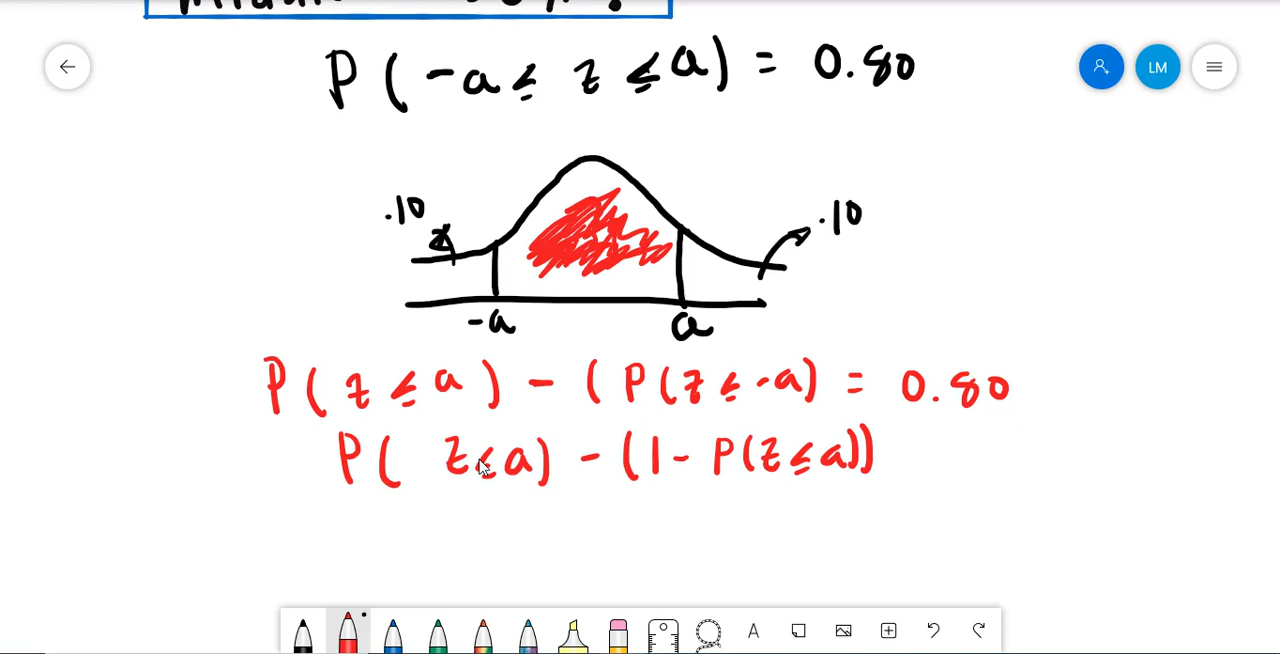 P ( -a ≤ z ≤ a) = 0.80
LM
.10
.10
-a
a
P ( z ≤ a ) - ( P(z ≤ -a) = 0.80
P ( z ≤ a) - (1 - P(z ≤ a))
A